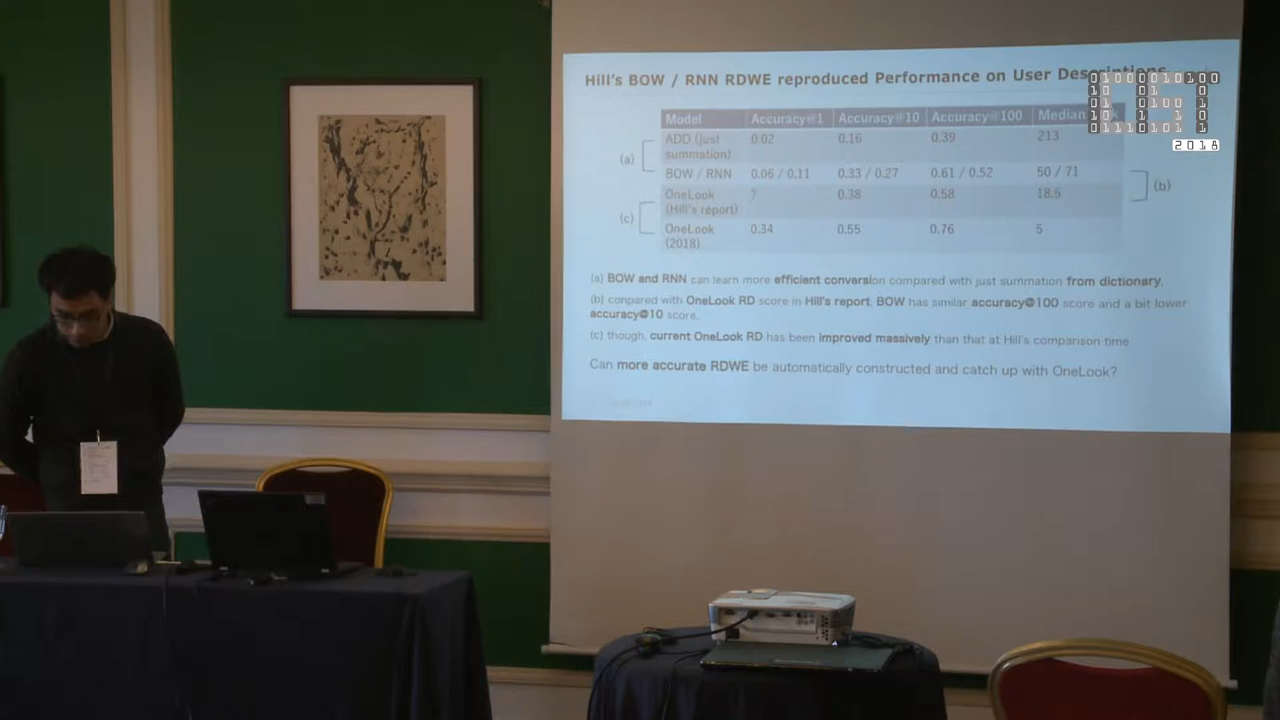 Hill's BOW / RNN RDWE reproduced Performance on User Descriptions
Model Accuracy@1 Accuracy@10 Accuracy@100 Median
ADD (just summation) 0.02 0.16 0.39 213
BOW / RNN 0.06 / 0.11 0.33 / 0.27 0.61 / 0.52 50 / 71
OneLook (Hill's report) ? 0.38 0.58 18.5
OneLook (2018) 0.34 0.55 0.76 5
(a)
(c)
(b)
(a) BOW and RNN can learn more efficient conversion compared with just summation from dictionary.
(b) conpared with OneLook RD score in Hill's report, BOW has similar accuracy@100 score and a bit lower
accuracy@10 score.
(c) though, current OneLook RD has been improved massively than that at Hill's comparison time
Can more accurate RDWE be automatically constructed and catch up with OneLook?
2018